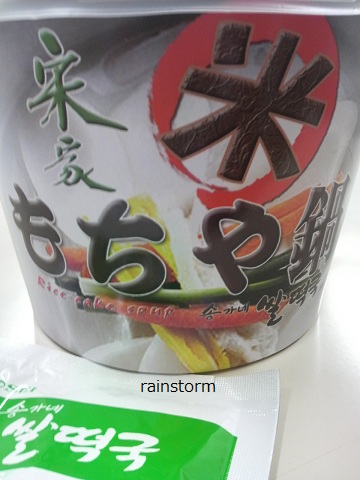 宋家
米
もちや鍋
Rice cake soup
송가네 쌀떡국
rainstorm
송가네
쌀떡국